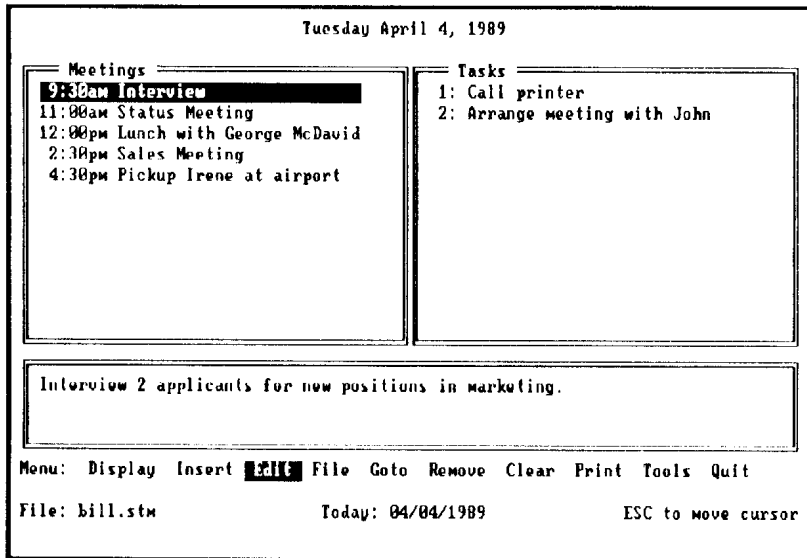 Tuesday April 4, 1989
Meetings
9:30am Interview
11:00am Status Meeting
12:00pm Lunch with George McDavid
2:30pm Sales Meeting
4:30pm Pickup Irene at airport
Tasks
1: Call printer
2: Arrange meeting with John
Interview 2 applicants for new positions in marketing.
Menu: Display Insert Edit File Goto Remove Clear Print Tools Quit
File: bill.stm Today: 04/04/1989 ESC to move cursor